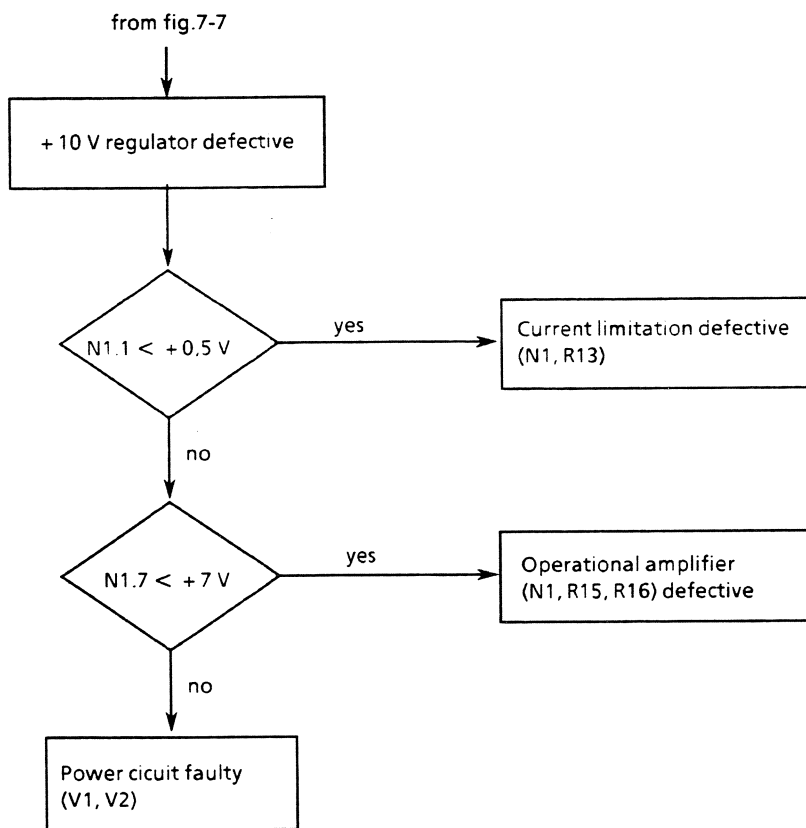 from fig.7-7
+ 10 V regulator defective
N1.1 < +0,5 V
yes
Current limitation defective
(N1, R13)
no
N1.7 < +7 V
yes
Operational amplifier
(N1, R15, R16) defective
no
Power cicuit faulty
(V1, V2)